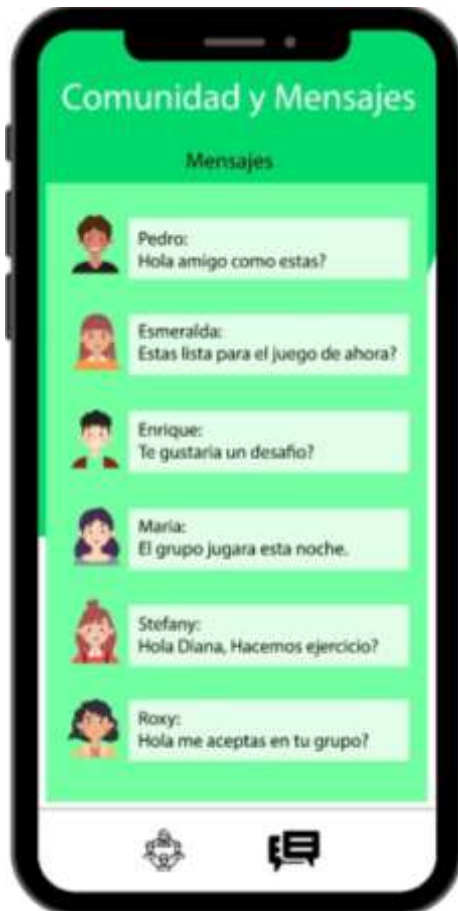 Comunidad y Mensajes
Mensajes
Pedro:
Hola amigo como estas?
Esmeralda:
Estas lista para el juego de ahora?
Enrique:
Te gustaria un desafio?
Maria:
El grupo jugara esta noche.
Stefany:
Hola Diana, Hacemos ejercicio?
Roxy:
Hola me aceptas en tu grupo?